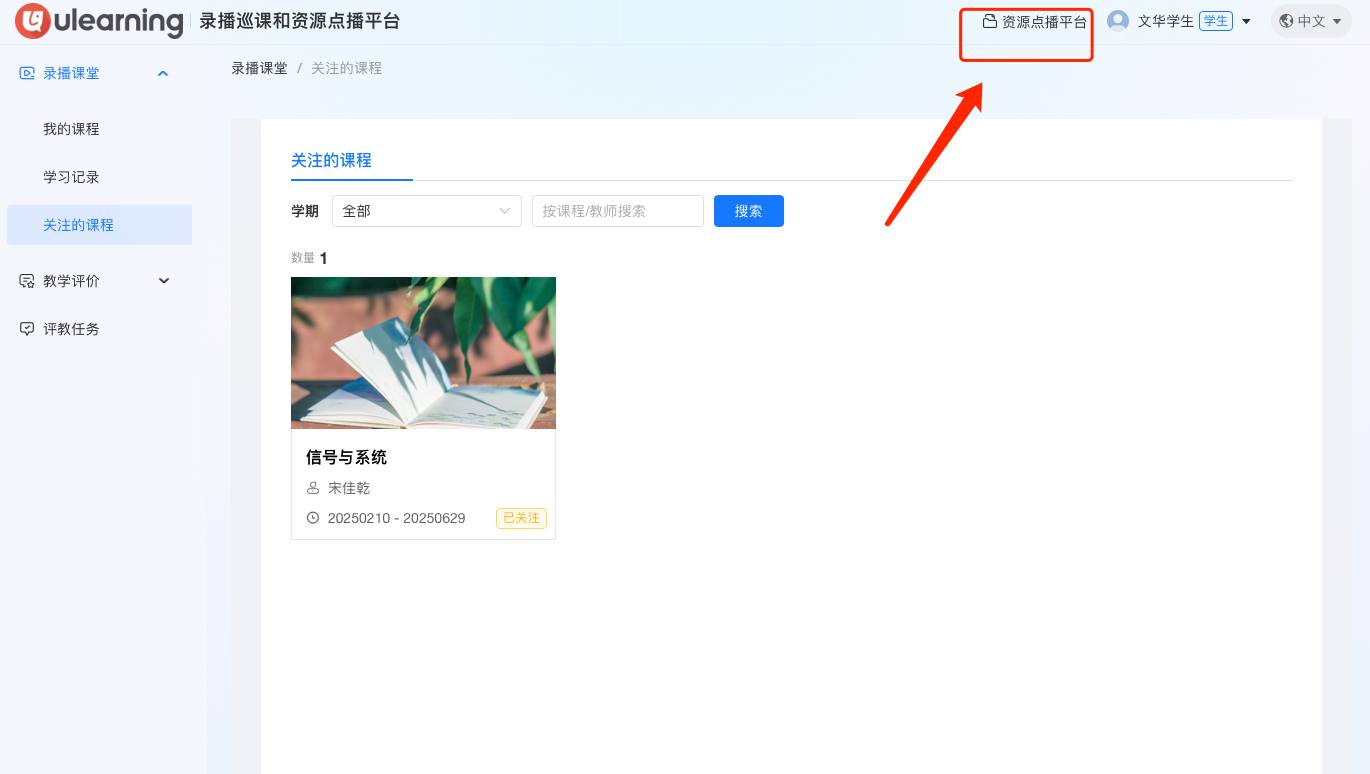 ulearning 录播巡课和资源点播平台 资源点播平台 文华学生 学生 中文
录播课堂
我的课程
学习记录
关注的课程
教学评价
评教任务
录播课堂 / 关注的课程
关注的课程
学期 全部 按课程/教师搜索 搜索
数量 1
信号与系统
宋佳乾
20250210 - 20250629 已关注